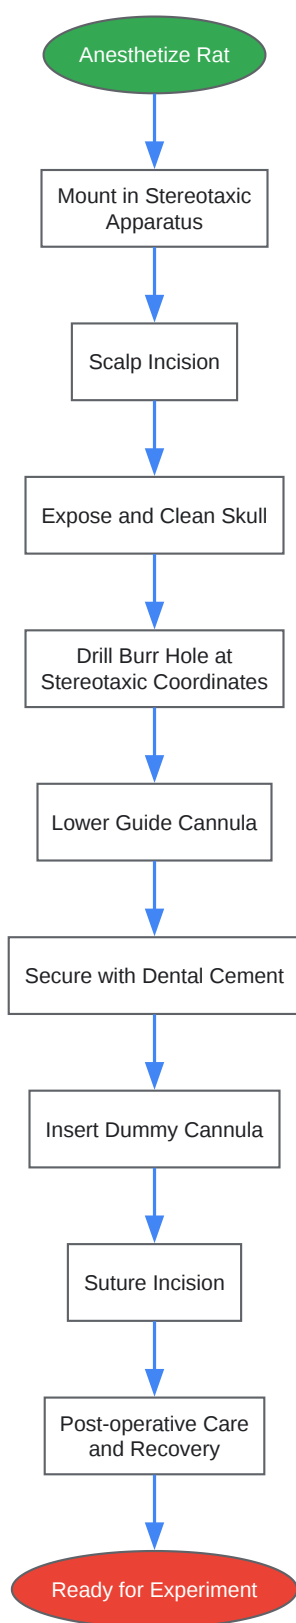 Anesthetize Rat
Mount in Stereotaxic
Apparatus
Scalp Incision
Expose and Clean Skull
Drill Burr Hole at
Stereotaxic Coordinates
Lower Guide Cannula
Secure with Dental Cement
Insert Dummy Cannula
Suture Incision
Post-operative Care
and Recovery
Ready for Experiment